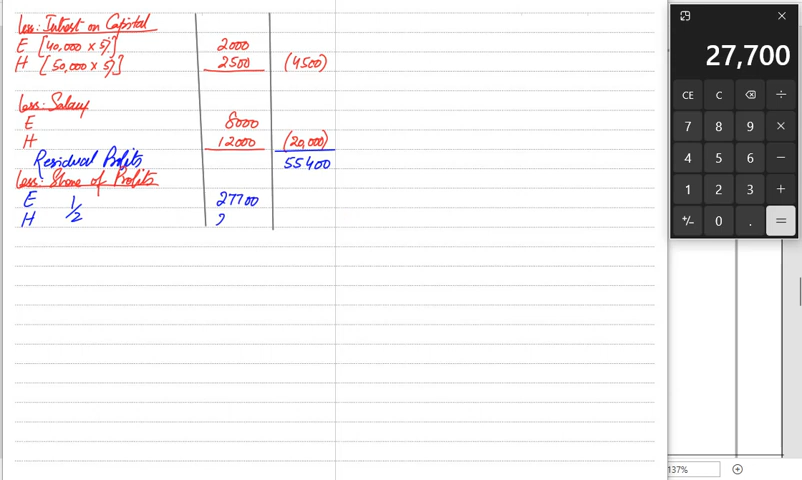 Less: Intrest on Capital
E [40,000 x 5%] 2000
H [50,000 x 5%] 2500 (4500)
Less: Salary
E 8000
H 12000 (20,000)
Residual Profits 55400
Less: Share of Profits
E 1/2 27700
H 2
27,700
CE C ÷
7 8 9 ×
4 5 6 −
1 2 3 +
+/− 0 . =
137%